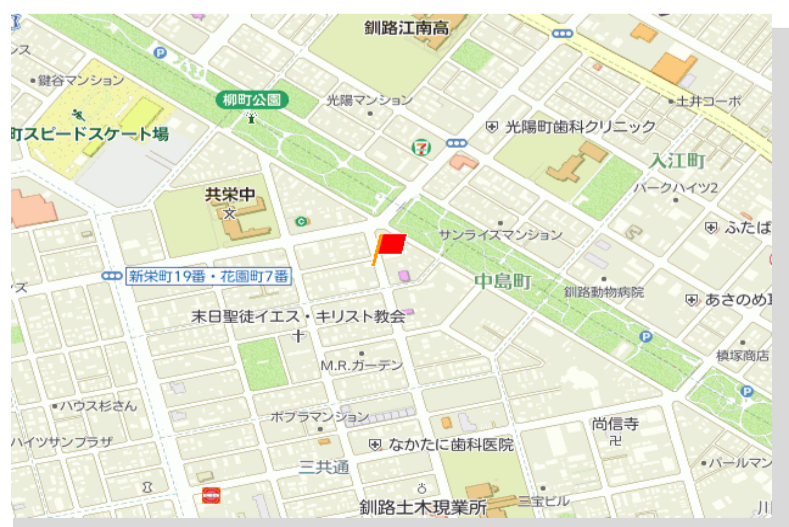 釧路江南高
ンス
鍵谷マンション
柳町公園
光陽マンション
土井コーポ
町スピードスケート場
光陽町歯科クリニック
入江町
共栄中
パークハイツ2
サンライズマンション
ふたば
新栄町19番・花園町7番
中島町
釧路動物病院
あさのめ
ズ
末日聖徒イエス・キリスト教会
M.R.ガーデン
槙塚商店
ハウス杉さん
ポプラマンション
尚信寺
ハイツサンプラザ
なかたに歯科医院
三共通
パールマン
釧路土木現業所
三宝ビル
川